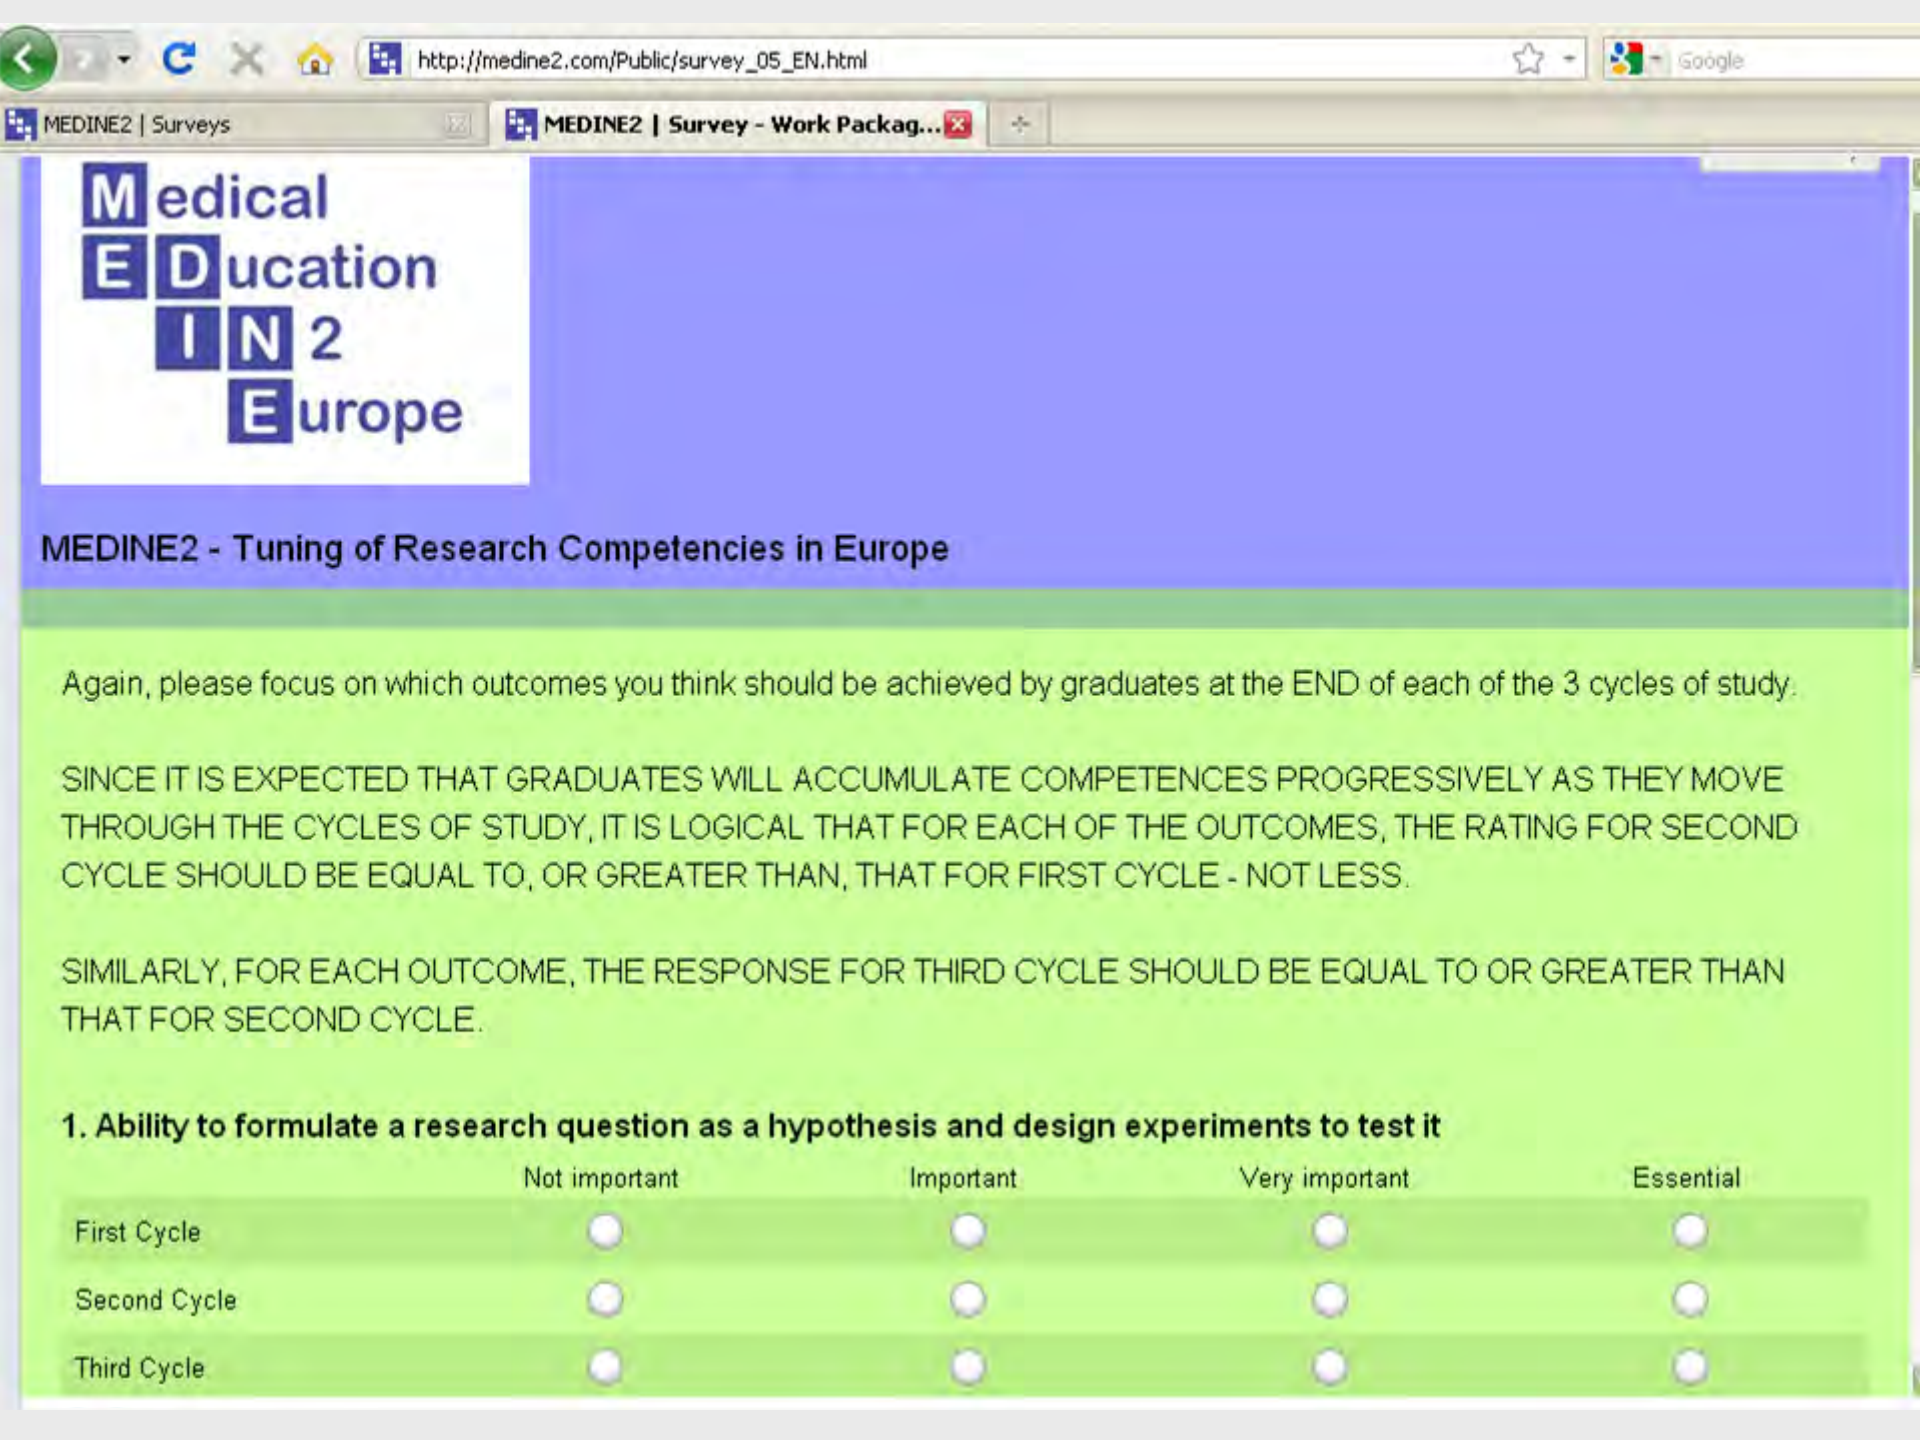 http://medine2.com/Public/survey_05_EN.html
Google
MEDINE2 | Surveys
MEDINE2 | Survey - Work Packag...
Medical
EDucation
IN 2
Europe
MEDINE2 - Tuning of Research Competencies in Europe
Again, please focus on which outcomes you think should be achieved by graduates at the END of each of the 3 cycles of study.
SINCE IT IS EXPECTED THAT GRADUATES WILL ACCUMULATE COMPETENCES PROGRESSIVELY AS THEY MOVE
THROUGH THE CYCLES OF STUDY, IT IS LOGICAL THAT FOR EACH OF THE OUTCOMES, THE RATING FOR SECOND
CYCLE SHOULD BE EQUAL TO, OR GREATER THAN, THAT FOR FIRST CYCLE - NOT LESS.
SIMILARLY, FOR EACH OUTCOME, THE RESPONSE FOR THIRD CYCLE SHOULD BE EQUAL TO OR GREATER THAN
THAT FOR SECOND CYCLE.
1. Ability to formulate a research question as a hypothesis and design experiments to test it
Not important Important Very important Essential
First Cycle
Second Cycle
Third Cycle